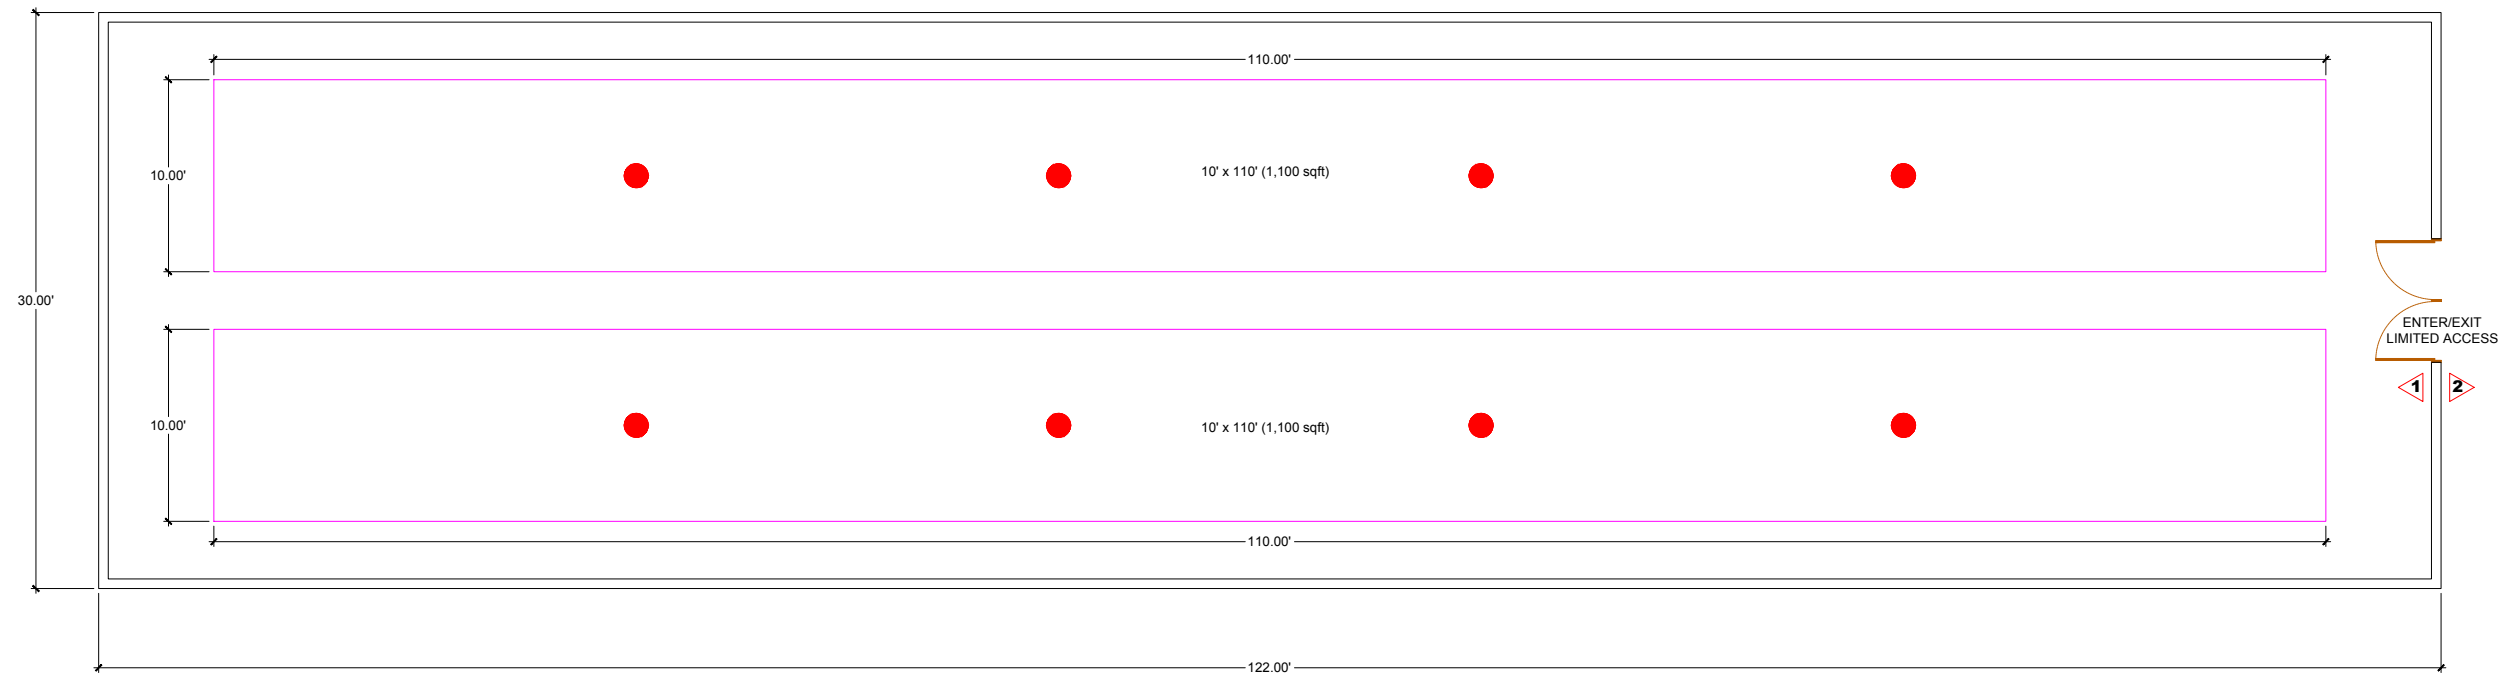 110.00'
10.00'
10' x 110' (1,100 sqft)
30.00'
ENTER/EXIT
LIMITED ACCESS
1
2
10.00'
10' x 110' (1,100 sqft)
110.00'
122.00'